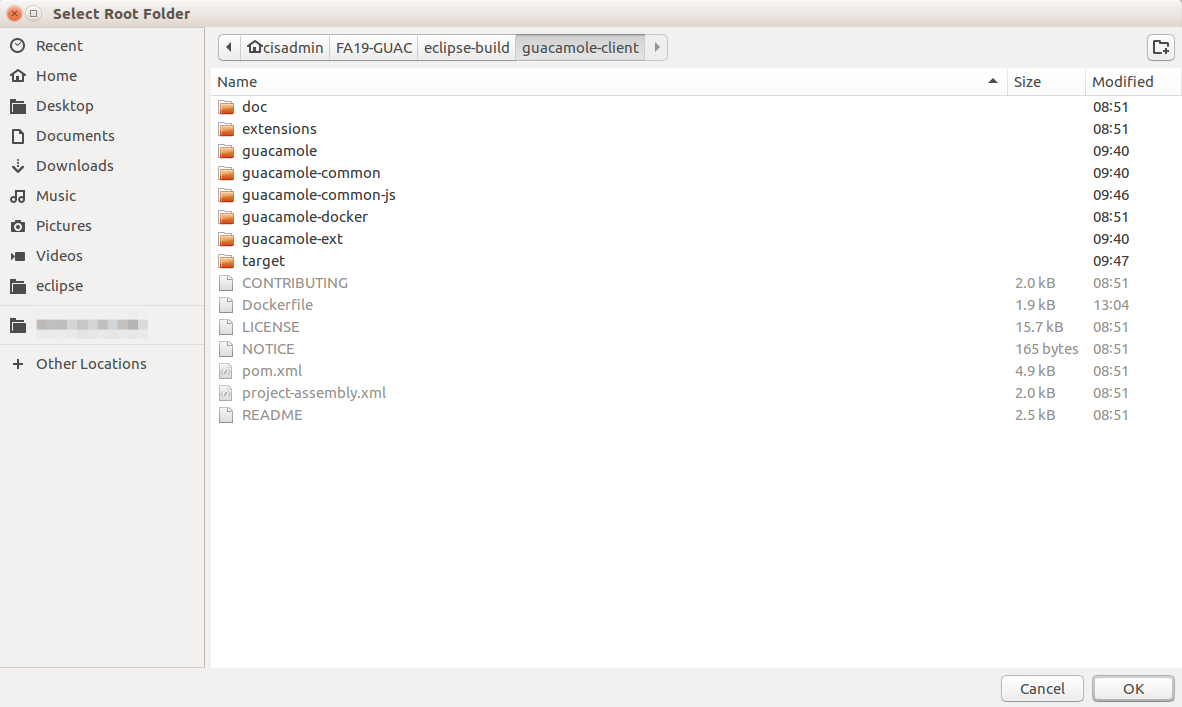 Select Root Folder
Recent
Home
Desktop
Documents
Downloads
Music
Pictures
Videos
eclipse
Other Locations
cisadmin FA19-GUAC eclipse-build guacamole-client
Name Size Modified
doc 08:51
extensions 08:51
guacamole 09:40
guacamole-common 09:40
guacamole-common-js 09:46
guacamole-docker 08:51
guacamole-ext 09:40
target 09:47
CONTRIBUTING 2.0 kB 08:51
Dockerfile 1.9 kB 13:04
LICENSE 15.7 kB 08:51
NOTICE 165 bytes 08:51
pom.xml 4.9 kB 08:51
project-assembly.xml 2.0 kB 08:51
README 2.5 kB 08:51
Cancel OK